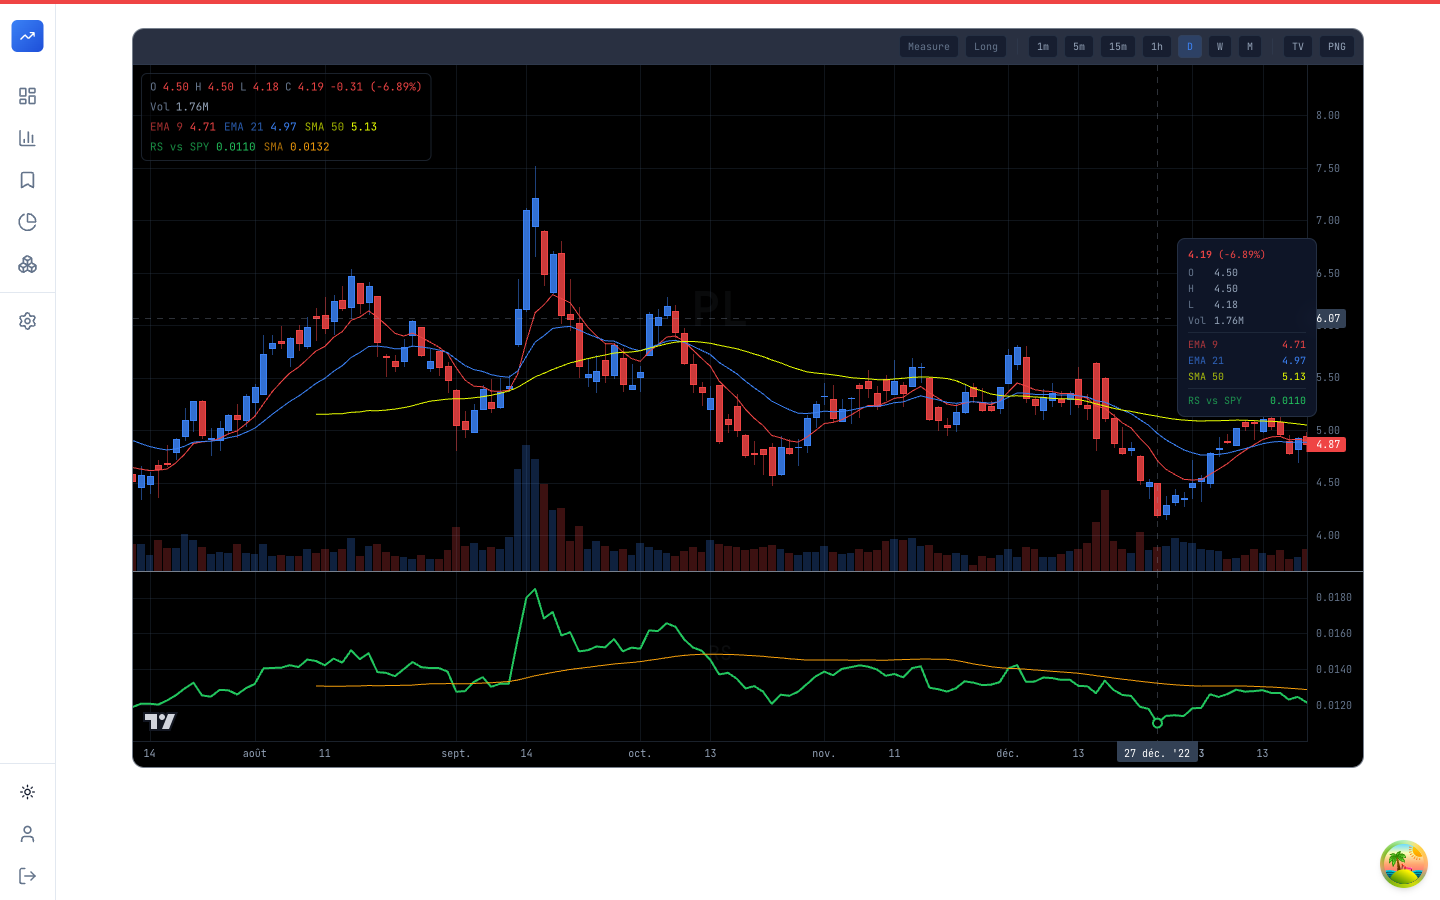 Measure Long 1m 5m 15m 1h D W M TV PNG
O 4.50 H 4.50 L 4.18 C 4.19 -0.31 (-6.89%)
Vol 1.76M
EMA 9 4.71 EMA 21 4.97 SMA 50 5.13
RS vs SPY 0.0110 SMA 0.0132
PL
8.00
7.50
7.00
6.50
6.07
5.50
5.00
4.87
4.50
4.00
4.19 (-6.89%)
O 4.50
H 4.50
L 4.18
Vol 1.76M
EMA 9 4.71
EMA 21 4.97
SMA 50 5.13
RS vs SPY 0.0110
0.0180
0.0160
0.0140
0.0120
14 août 11 sept. 14 oct. 13 nov. 11 déc. 13 27 déc. '22 3 13